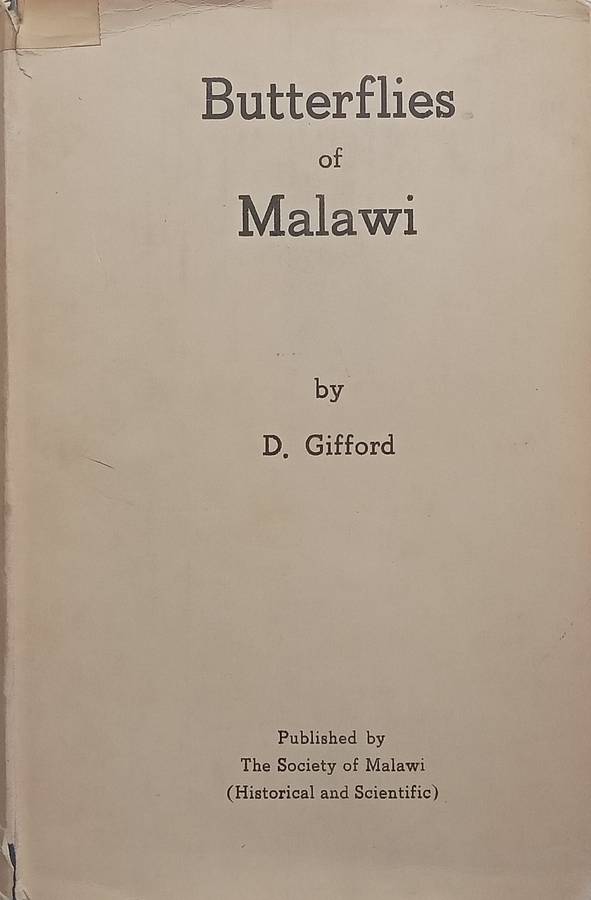 Butterflies
of
Malawi
by
D. Gifford
Published by
The Society of Malawi
(Historical and Scientific)